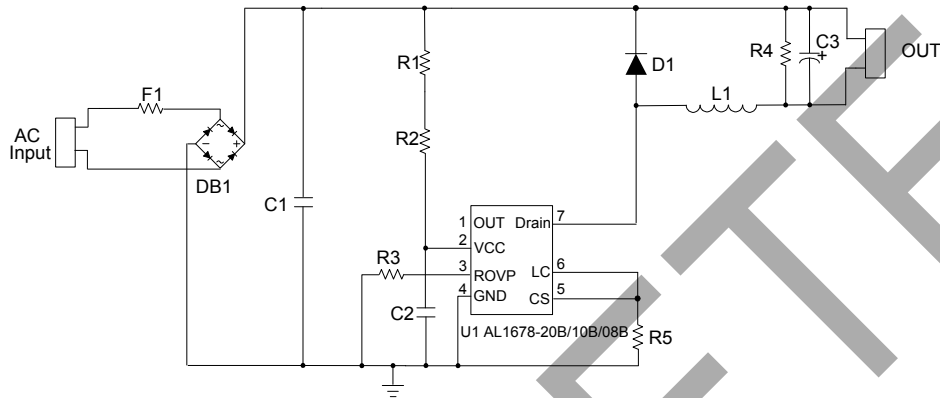 R1
R4
C3
OUT
D1
F1
L1
AC
Input
R2
DB1
C1
1 OUT Drain 7
2 VCC
R3
3 ROVP LC 6
4 GND CS 5
C2
U1 AL1678-20B/10B/08B
R5
ETE